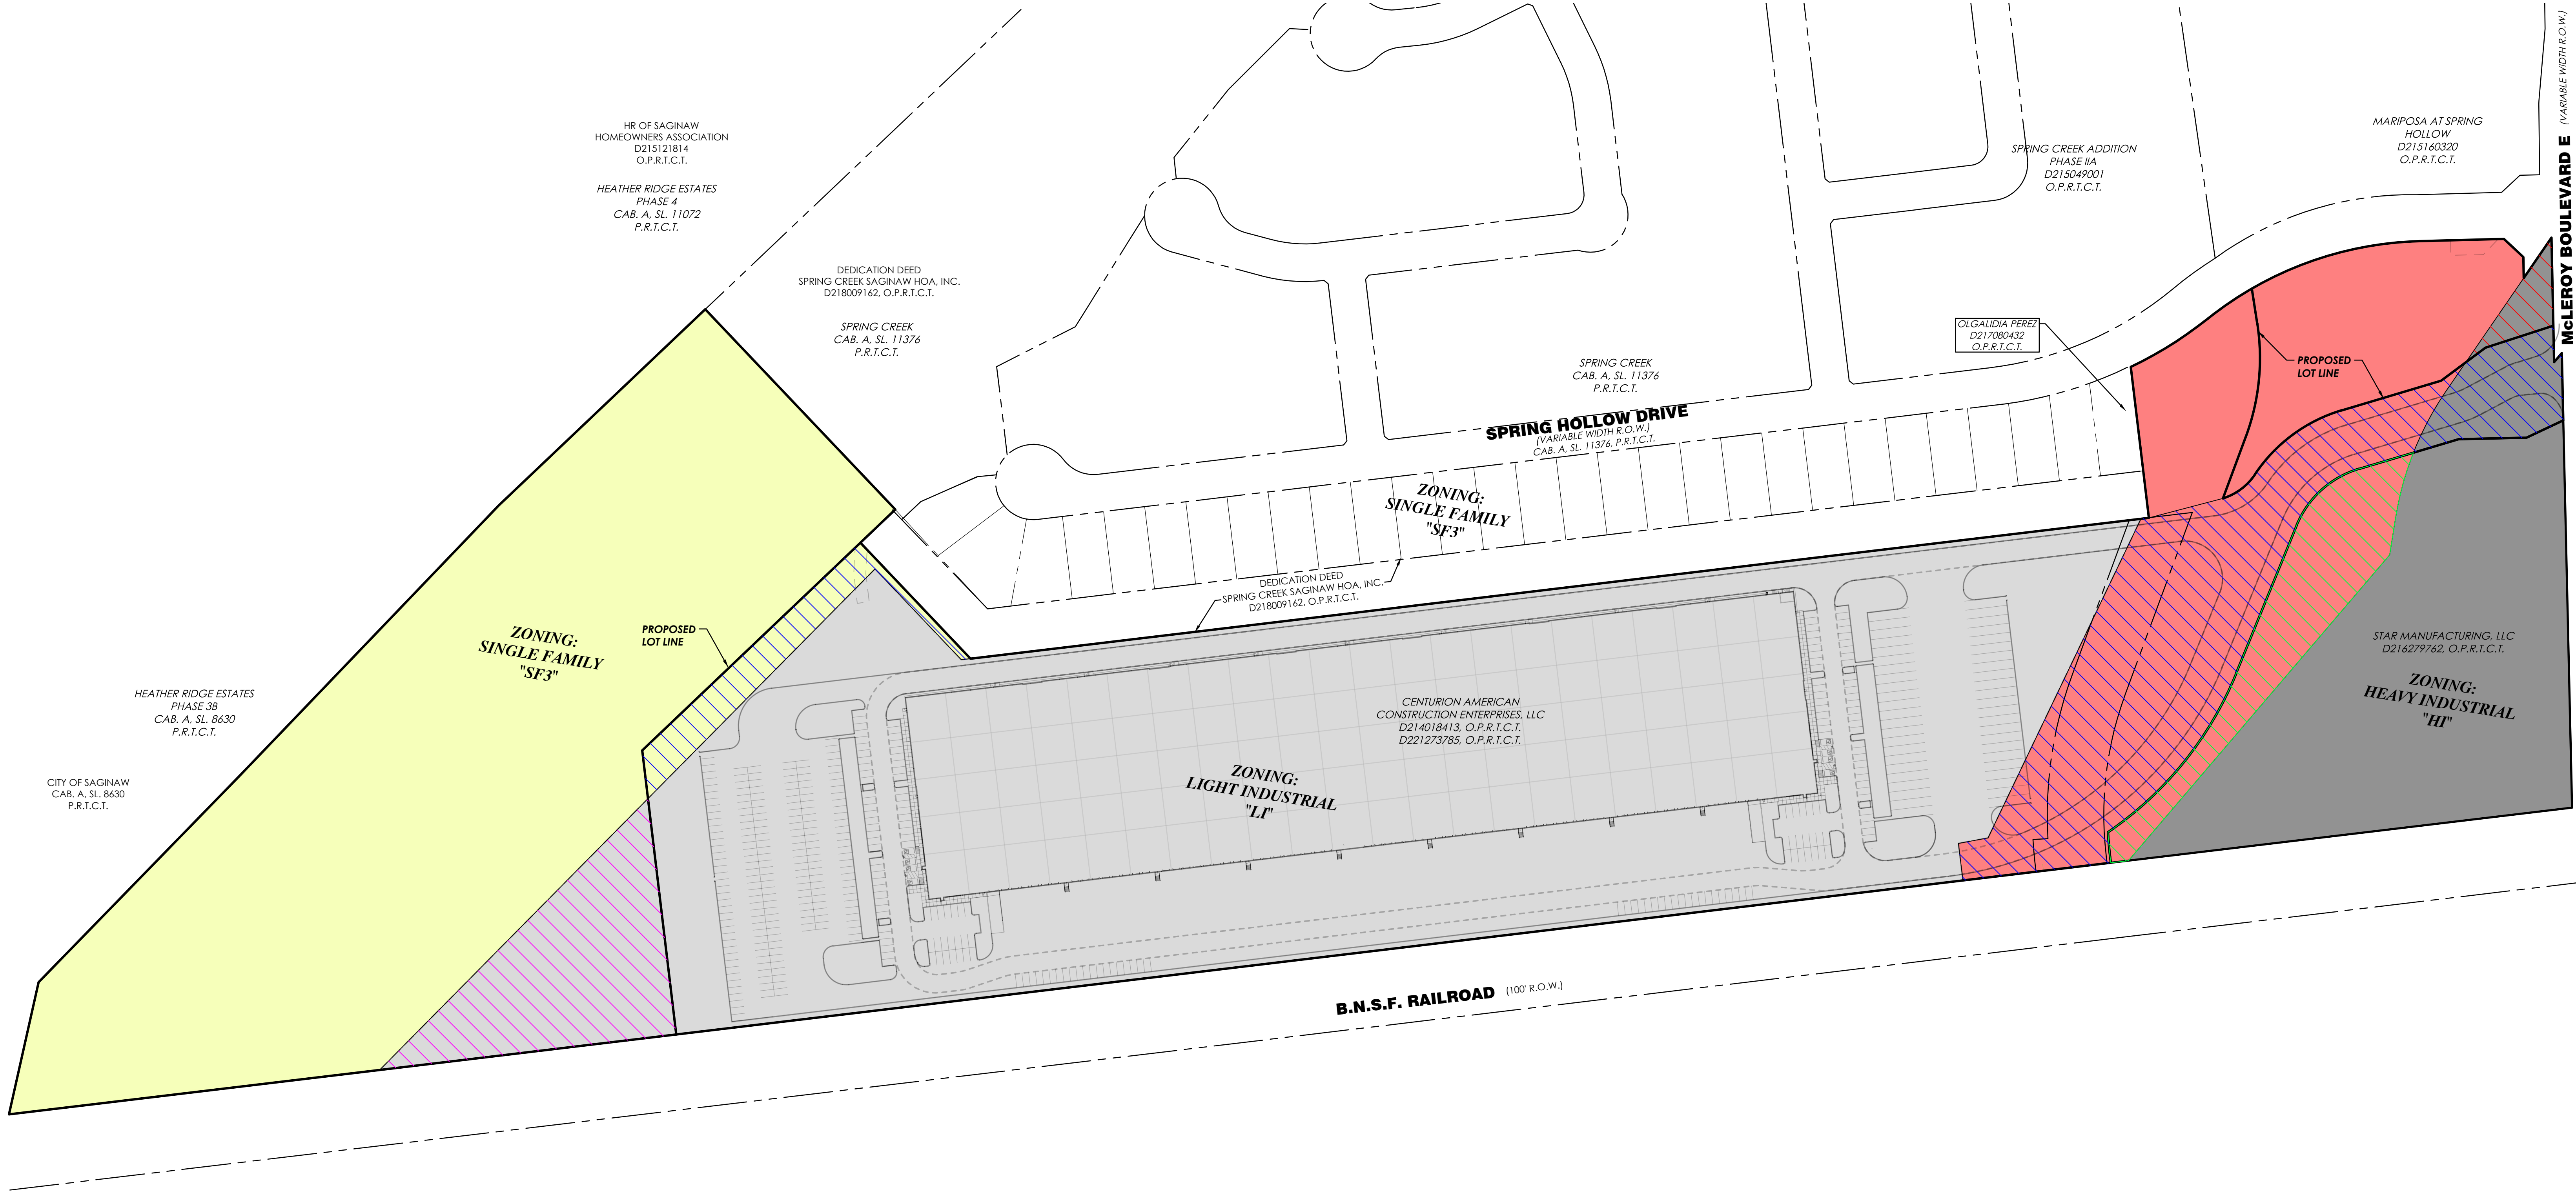 HR OF SAGINAW
HOMEOWNERS ASSOCIATION
D215121814
O.P.R.T.C.T.
HEATHER RIDGE ESTATES
PHASE 4
CAB. A, SL. 11072
P.R.T.C.T.
DEDICATION DEED
SPRING CREEK SAGINAW HOA, INC.
D218009162, O.P.R.T.C.T.
SPRING CREEK
CAB. A, SL. 11376
P.R.T.C.T.
SPRING CREEK ADDITION
PHASE IIA
D215049001
O.P.R.T.C.T.
MARIPOSA AT SPRING
HOLLOW
D215160320
O.P.R.T.C.T.
McLEROY BOULEVARD E (VARIABLE WIDTH R.O.W.)
OLGALIDIA PEREZ
D217080432
O.P.R.T.C.T.
PROPOSED
LOT LINE
SPRING CREEK
CAB. A, SL. 11376
P.R.T.C.T.
SPRING HOLLOW DRIVE
(VARIABLE WIDTH R.O.W.)
CAB. A, SL. 11376, P.R.T.C.T.
ZONING:
SINGLE FAMILY
"SF3"
DEDICATION DEED
SPRING CREEK SAGINAW HOA, INC.
D218009162, O.P.R.T.C.T.
ZONING:
SINGLE FAMILY
"SF3"
PROPOSED
LOT LINE
HEATHER RIDGE ESTATES
PHASE 3B
CAB. A, SL. 8630
P.R.T.C.T.
CITY OF SAGINAW
CAB. A, SL. 8630
P.R.T.C.T.
CENTURION AMERICAN
CONSTRUCTION ENTERPRISES, LLC
D214018413, O.P.R.T.C.T.
D221273785, O.P.R.T.C.T.
ZONING:
LIGHT INDUSTRIAL
"LI"
STAR MANUFACTURING, LLC
D216279762, O.P.R.T.C.T.
ZONING:
HEAVY INDUSTRIAL
"HI"
B.N.S.F. RAILROAD (100' R.O.W.)